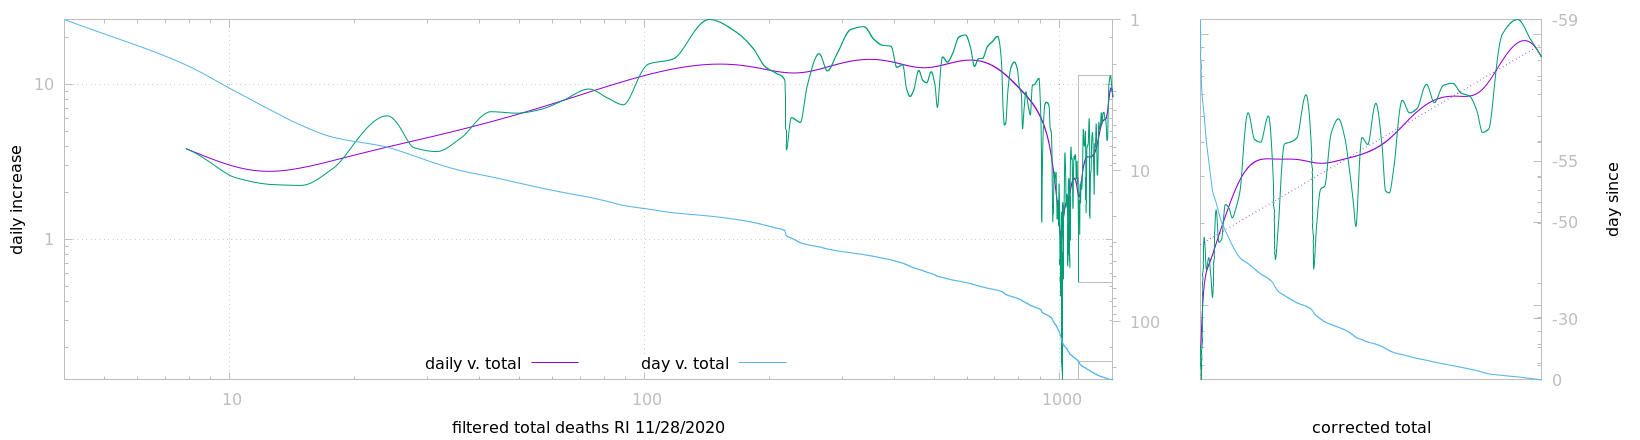 daily increase
10
1
daily v. total
day v. total
10
100
1000
filtered total deaths RI 11/28/2020
1
10
100
-59
-55
-50
-30
0
day since
corrected total